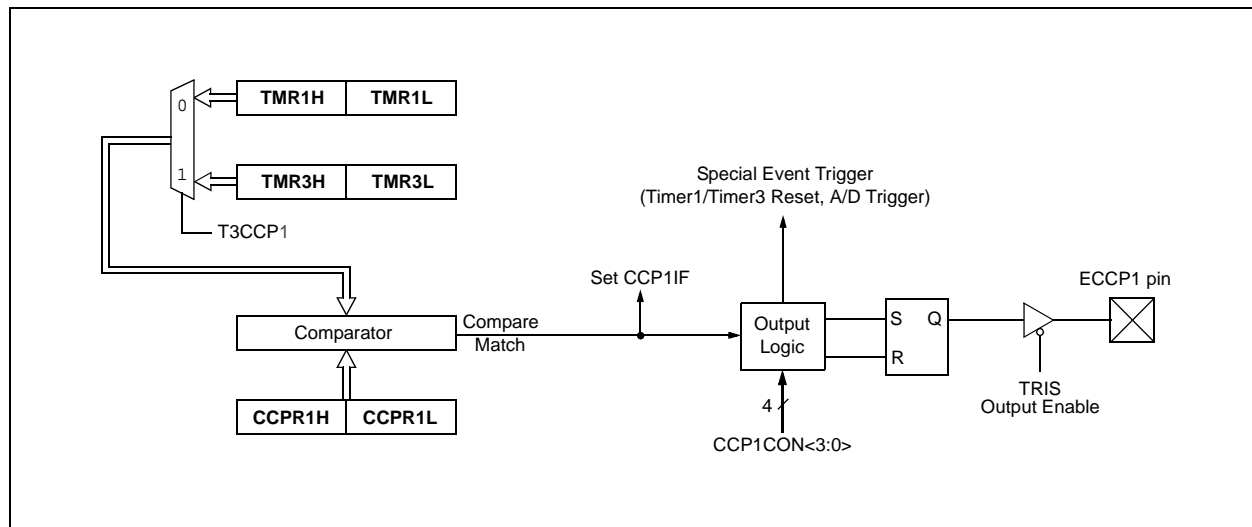 0
TMR1H TMR1L
1
TMR3H TMR3L
T3CCP1
Special Event Trigger
(Timer1/Timer3 Reset, A/D Trigger)
Set CCP1IF
ECCP1 pin
Comparator
Compare
Match
Output
Logic
S Q
R
TRIS
Output Enable
CCPR1H CCPR1L
4
CCP1CON<3:0>